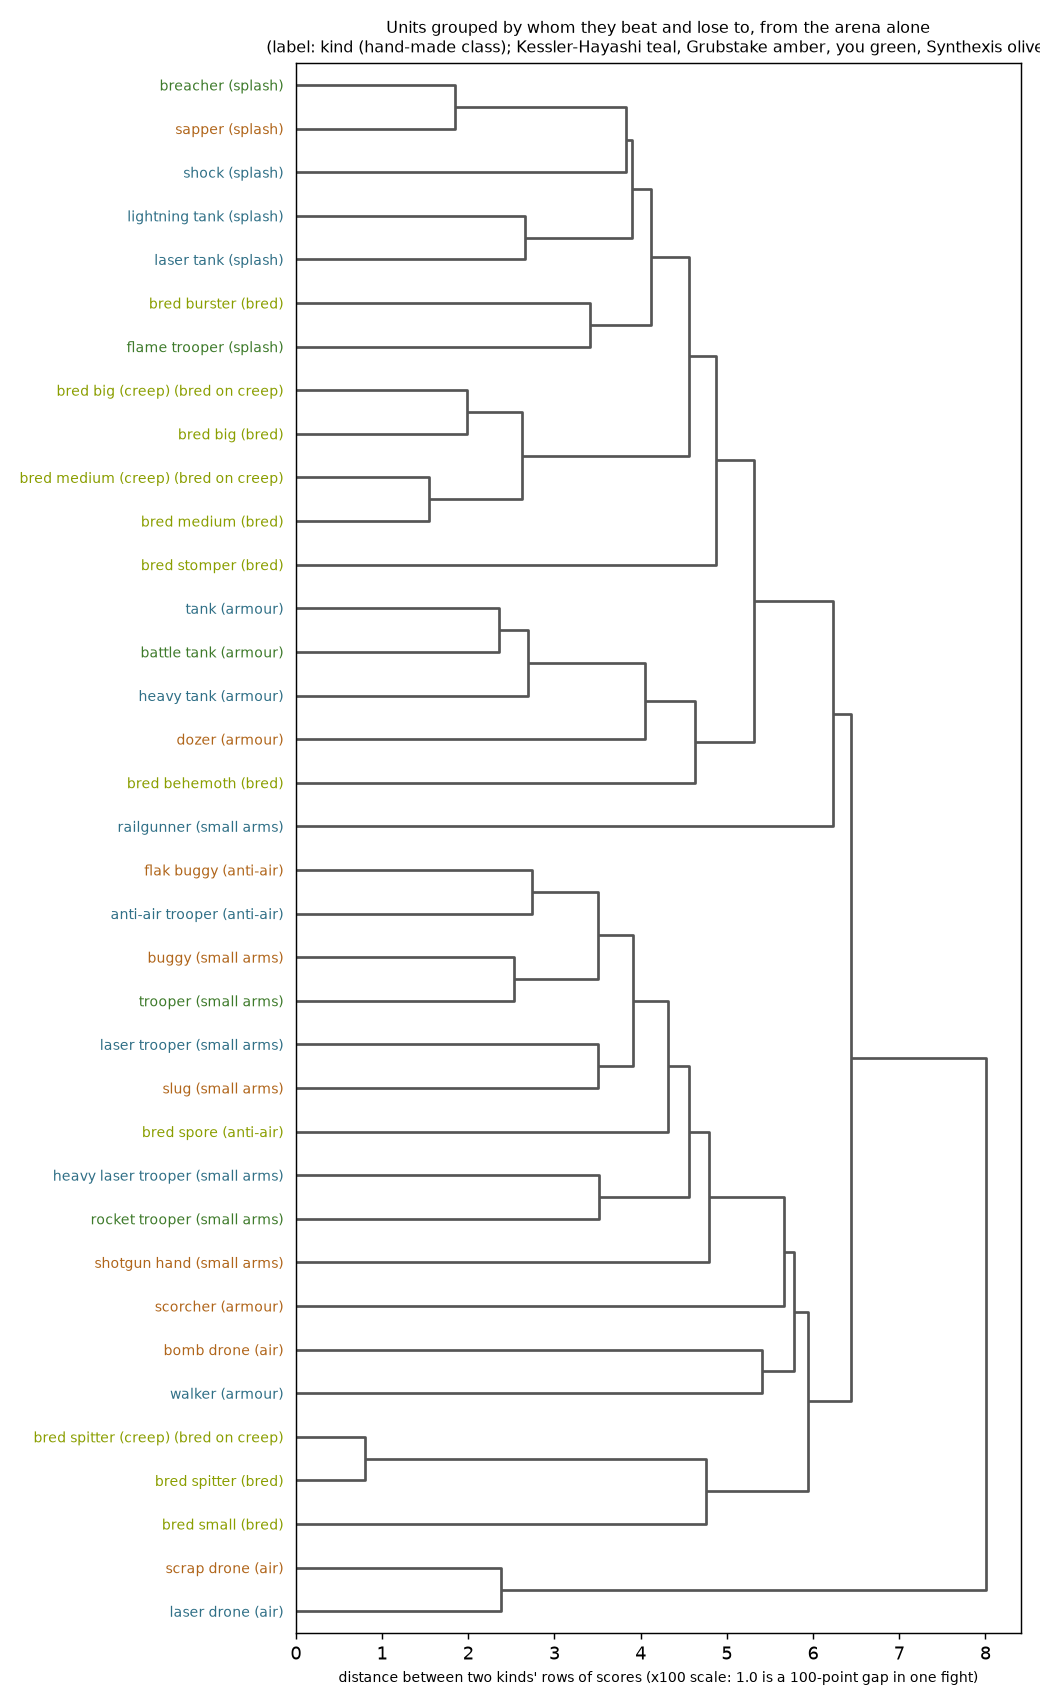 Units grouped by whom they beat and lose to, from the arena alone
(label: kind (hand-made class); Kessler-Hayashi teal, Grubstake amber, you green, Synthexis olive
breacher (splash)
sapper (splash)
shock (splash)
lightning tank (splash)
laser tank (splash)
bred burster (bred)
flame trooper (splash)
bred big (creep) (bred on creep)
bred big (bred)
bred medium (creep) (bred on creep)
bred medium (bred)
bred stomper (bred)
tank (armour)
battle tank (armour)
heavy tank (armour)
dozer (armour)
bred behemoth (bred)
railgunner (small arms)
flak buggy (anti-air)
anti-air trooper (anti-air)
buggy (small arms)
trooper (small arms)
laser trooper (small arms)
slug (small arms)
bred spore (anti-air)
heavy laser trooper (small arms)
rocket trooper (small arms)
shotgun hand (small arms)
scorcher (armour)
bomb drone (air)
walker (armour)
bred spitter (creep) (bred on creep)
bred spitter (bred)
bred small (bred)
scrap drone (air)
laser drone (air)
0 1 2 3 4 5 6 7 8
distance between two kinds' rows of scores (x100 scale: 1.0 is a 100-point gap in one fight)